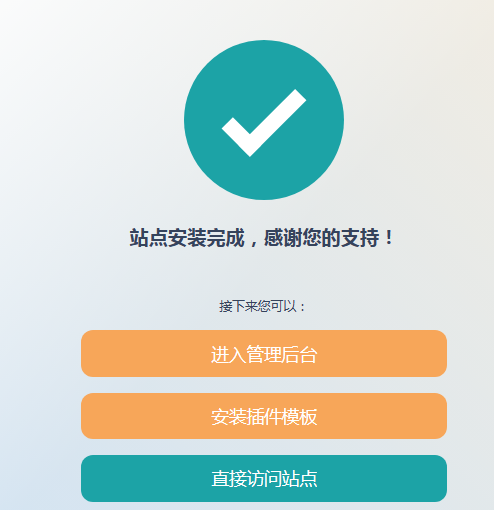 站点安装完成，感谢您的支持！
接下来您可以：
进入管理后台
安装插件模板
直接访问站点